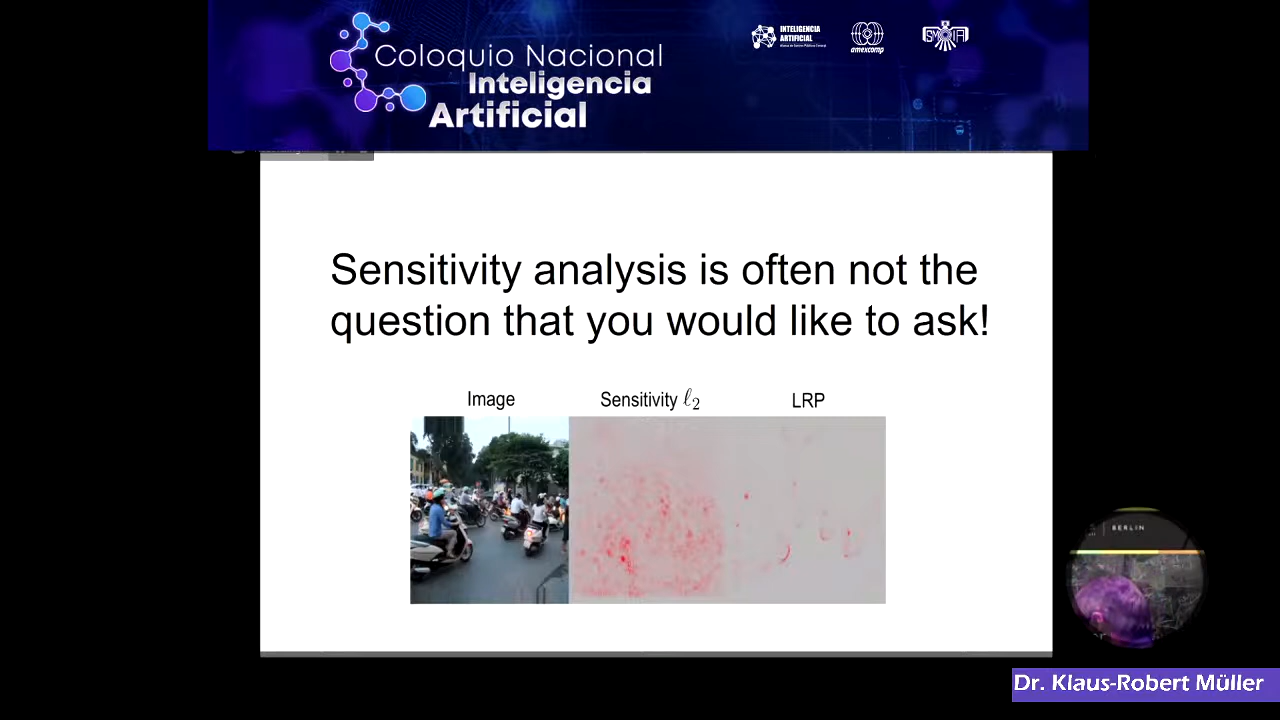 Coloquio Nacional
Inteligencia
Artificial
INTELIGENCIA
ARTIFICIAL
amexcomp
SMIA
Sensitivity analysis is often not the
question that you would like to ask!
Image
Sensitivity ℓ₂
LRP
BERLIN
Dr. Klaus-Robert Müller